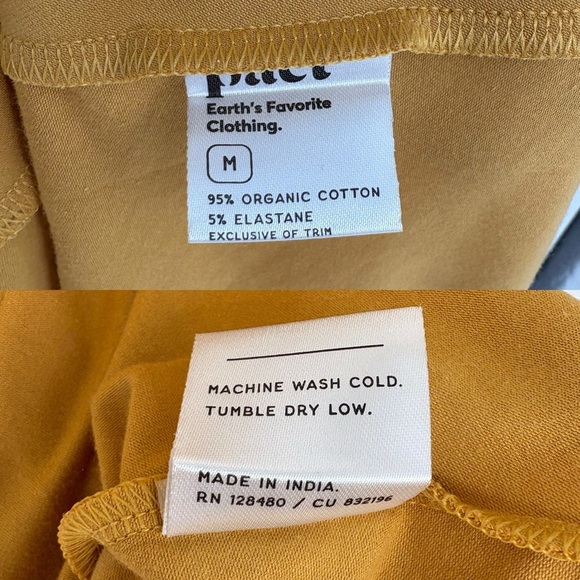 pact
Earth's Favorite
Clothing.
M
95% ORGANIC COTTON
5% ELASTANE
EXCLUSIVE OF TRIM
MACHINE WASH COLD.
TUMBLE DRY LOW.
MADE IN INDIA.
RN 128480 / CU 832196